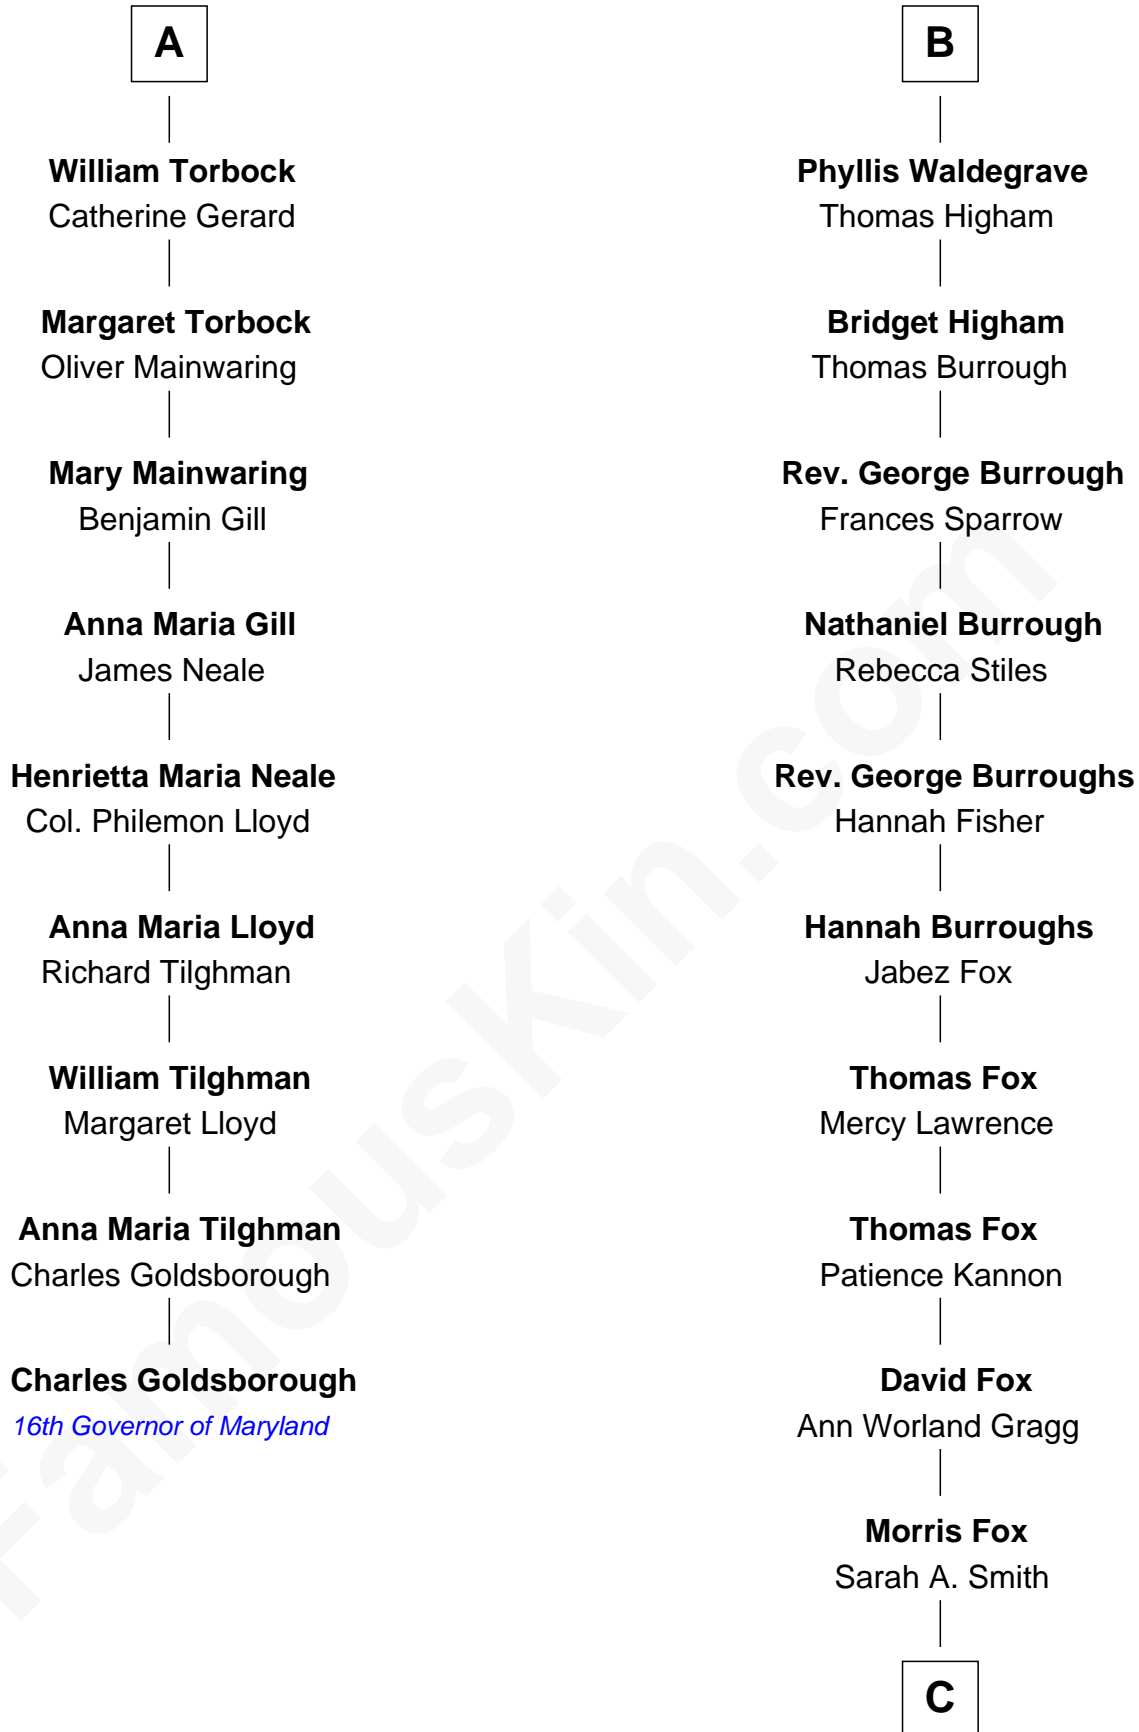 A
William Torbock
Catherine Gerard
Margaret Torbock
Oliver Mainwaring
Mary Mainwaring
Benjamin Gill
Anna Maria Gill
James Neale
Henrietta Maria Neale
Col. Philemon Lloyd
Anna Maria Lloyd
Richard Tilghman
William Tilghman
Margaret Lloyd
Anna Maria Tilghman
Charles Goldsborough
Charles Goldsborough
16th Governor of Maryland
B
Phyllis Waldegrave
Thomas Higham
Bridget Higham
Thomas Burrough
Rev. George Burrough
Frances Sparrow
Nathaniel Burrough
Rebecca Stiles
Rev. George Burroughs
Hannah Fisher
Hannah Burroughs
Jabez Fox
Thomas Fox
Mercy Lawrence
Thomas Fox
Patience Kannon
David Fox
Ann Worland Gragg
Morris Fox
Sarah A. Smith
C
FamousKin.com